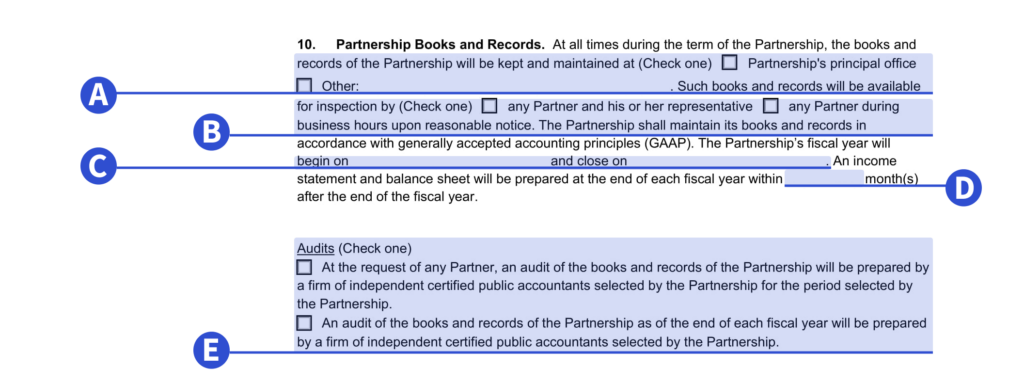 10. Partnership Books and Records. At all times during the term of the Partnership, the books and
records of the Partnership will be kept and maintained at (Check one) ☐ Partnership's principal office
☐ Other: . Such books and records will be available
A
for inspection by (Check one) ☐ any Partner and his or her representative ☐ any Partner during
business hours upon reasonable notice. The Partnership shall maintain its books and records in
B
accordance with generally accepted accounting principles (GAAP). The Partnership's fiscal year will
begin on and close on . An income
C
statement and balance sheet will be prepared at the end of each fiscal year within month(s)
D
after the end of the fiscal year.
Audits (Check one)
☐ At the request of any Partner, an audit of the books and records of the Partnership will be prepared by
a firm of independent certified public accountants selected by the Partnership for the period selected by
the Partnership.
☐ An audit of the books and records of the Partnership as of the end of each fiscal year will be prepared
by a firm of independent certified public accountants selected by the Partnership.
E